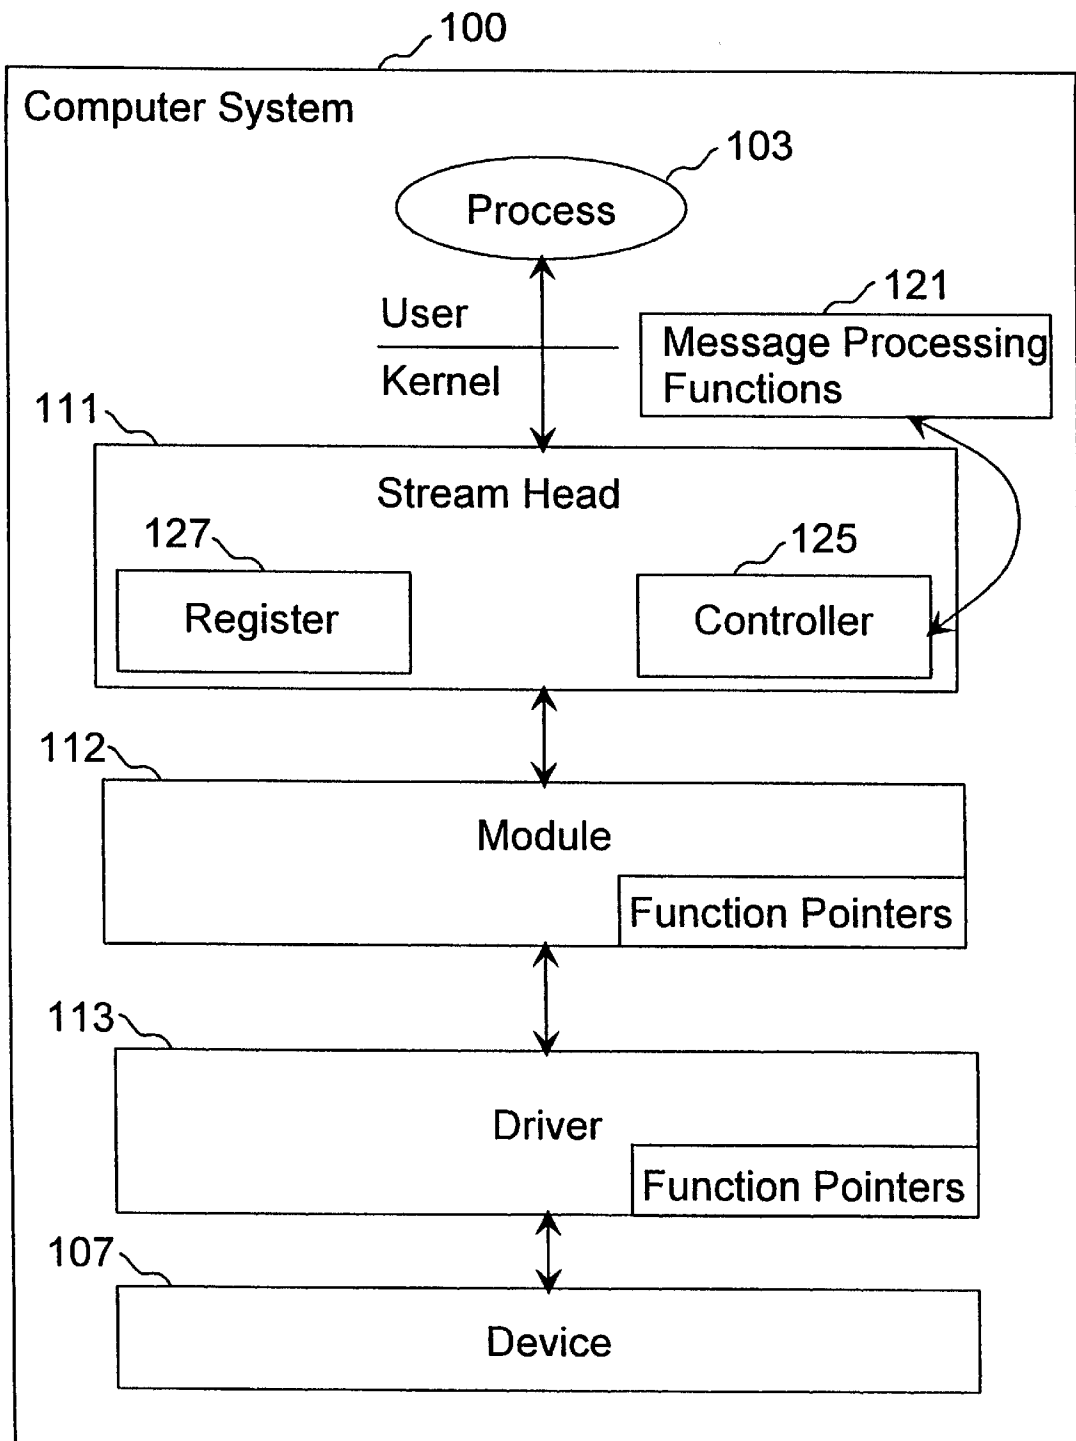 100
Computer System
103
Process
User
121
Message Processing
Functions
Kernel
111
Stream Head
127
125
Register
Controller
112
Module
Function Pointers
113
Driver
Function Pointers
107
Device